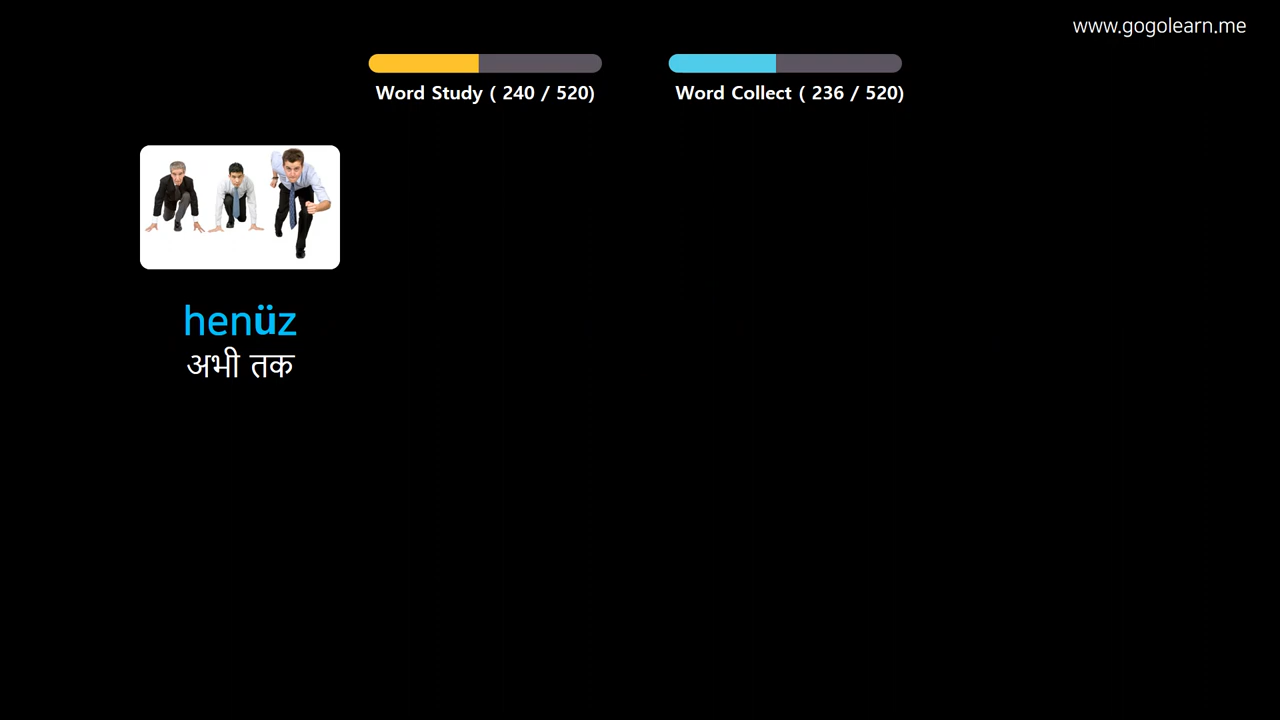 www.gogolearn.me
Word Study ( 240 / 520)
Word Collect ( 236 / 520)
henüz
अभी तक